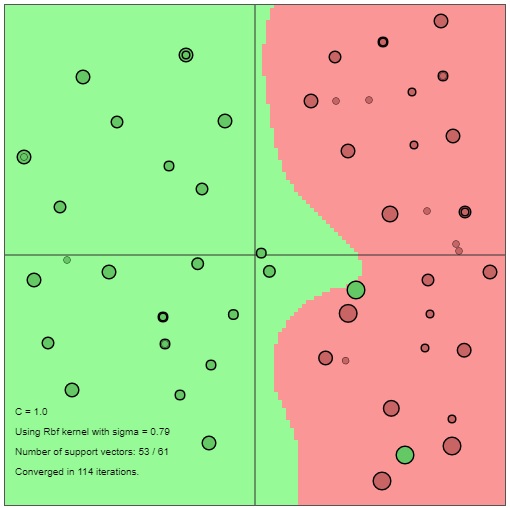 C = 1.0
Using Rbf kernel with sigma = 0.79
Number of support vectors: 53 / 61
Converged in 114 iterations.